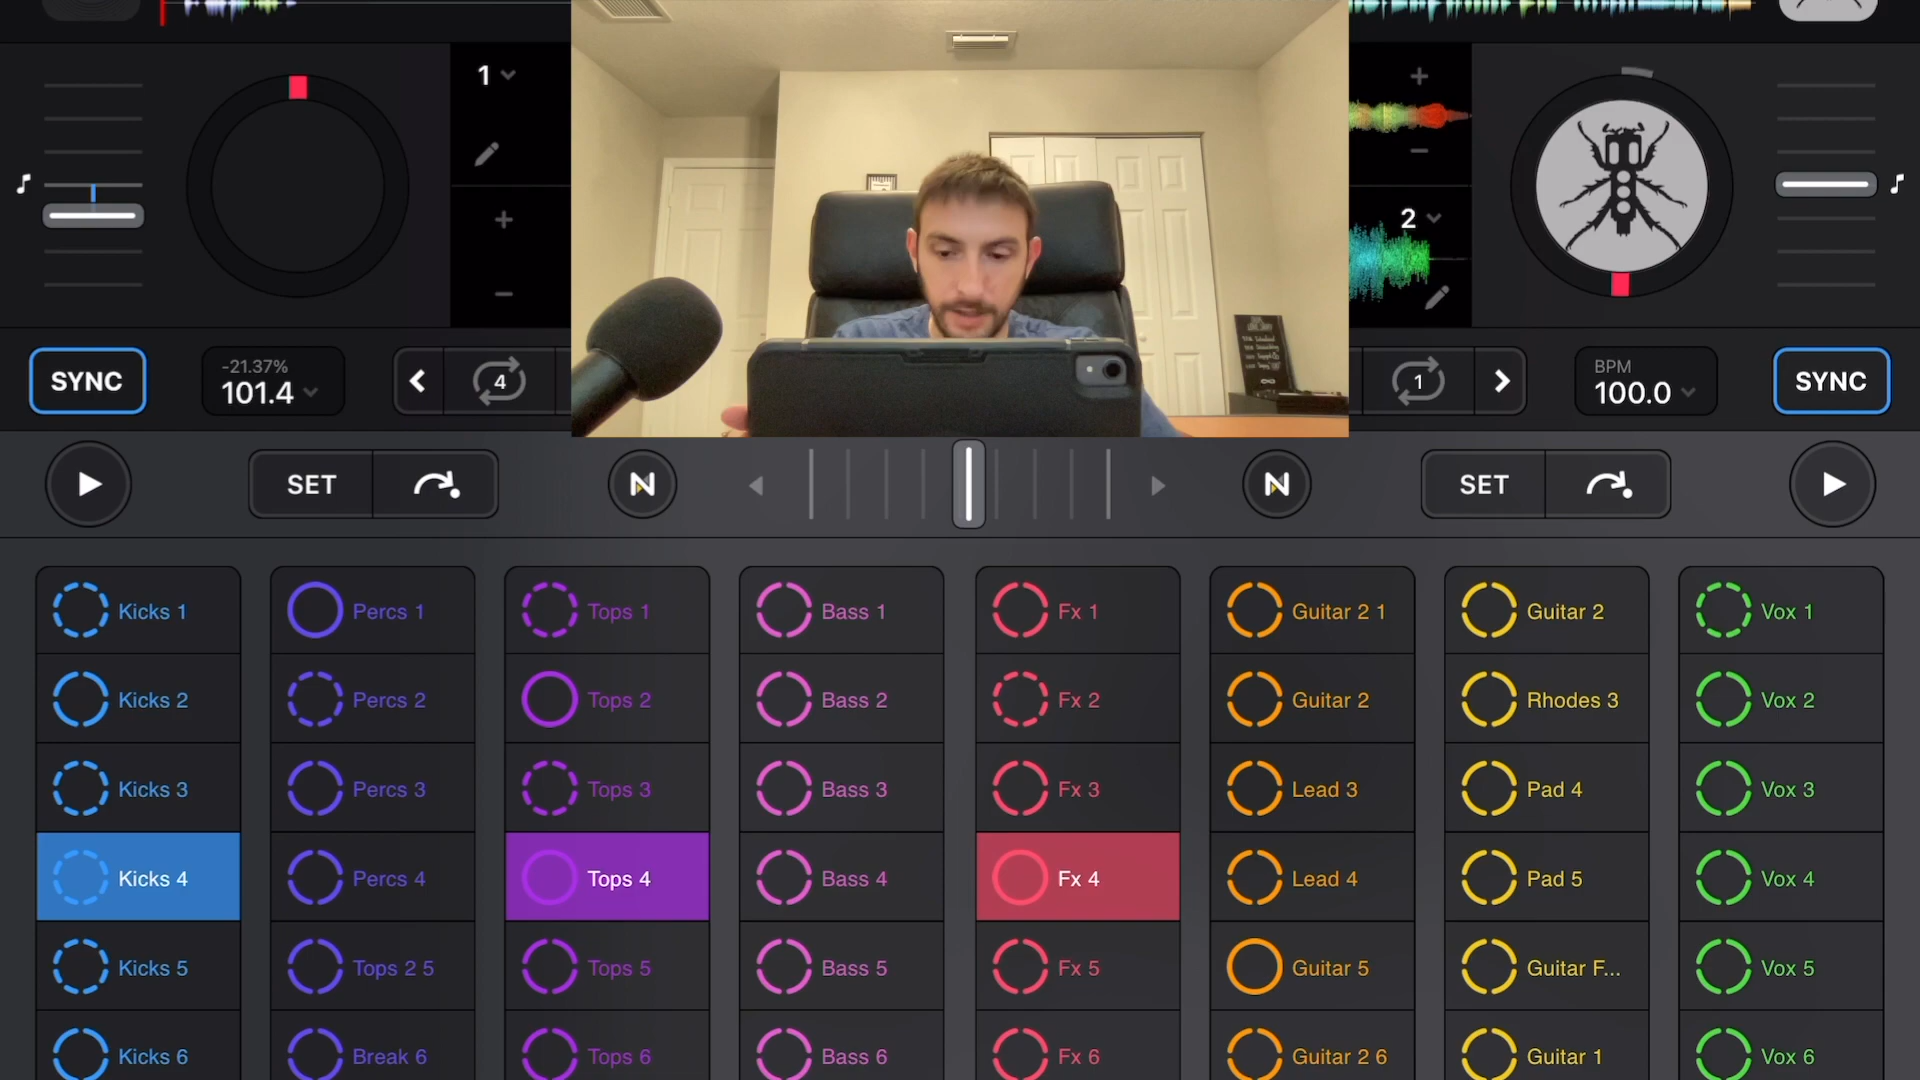 1
2
SYNC
-21.37%
101.4
4
1
BPM
100.0
SYNC
SET
N
N
SET
Kicks 1
Percs 1
Tops 1
Bass 1
Fx 1
Guitar 2 1
Guitar 2
Vox 1
Kicks 2
Percs 2
Tops 2
Bass 2
Fx 2
Guitar 2
Rhodes 3
Vox 2
Kicks 3
Percs 3
Tops 3
Bass 3
Fx 3
Lead 3
Pad 4
Vox 3
Kicks 4
Percs 4
Tops 4
Bass 4
Fx 4
Lead 4
Pad 5
Vox 4
Kicks 5
Tops 2 5
Tops 5
Bass 5
Fx 5
Guitar 5
Guitar F...
Vox 5
Kicks 6
Break 6
Tops 6
Bass 6
Fx 6
Guitar 2 6
Guitar 1
Vox 6